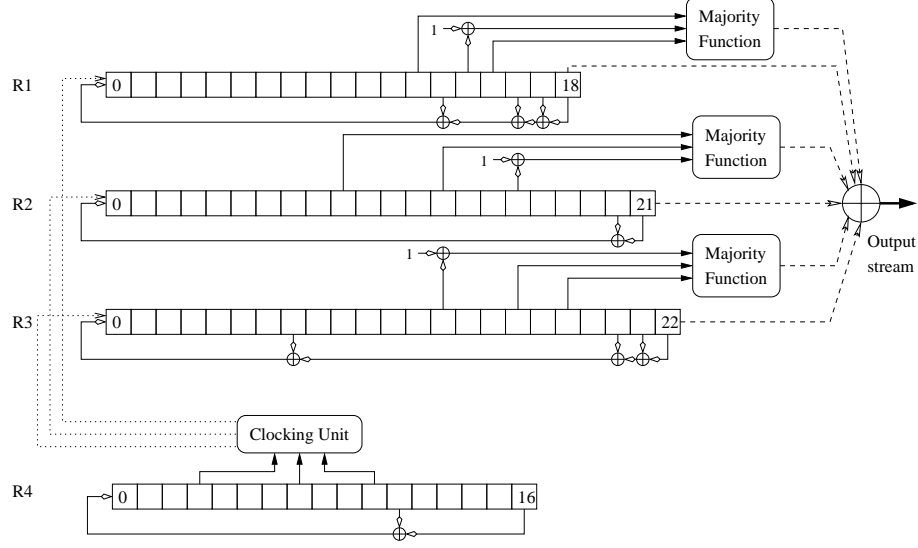 Majority
Function
1
R1
0
18
Majority
Function
1
R2
0
21
Output
stream
Majority
Function
1
R3
0
22
Clocking Unit
R4
0
16